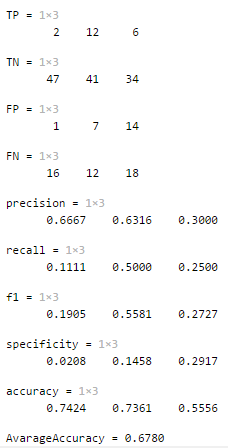 TP = 1×3
2 12 6
TN = 1×3
47 41 34
FP = 1×3
1 7 14
FN = 1×3
16 12 18
precision = 1×3
0.6667 0.6316 0.3000
recall = 1×3
0.1111 0.5000 0.2500
f1 = 1×3
0.1905 0.5581 0.2727
specificity = 1×3
0.0208 0.1458 0.2917
accuracy = 1×3
0.7424 0.7361 0.5556
AvarageAccuracy = 0.6780